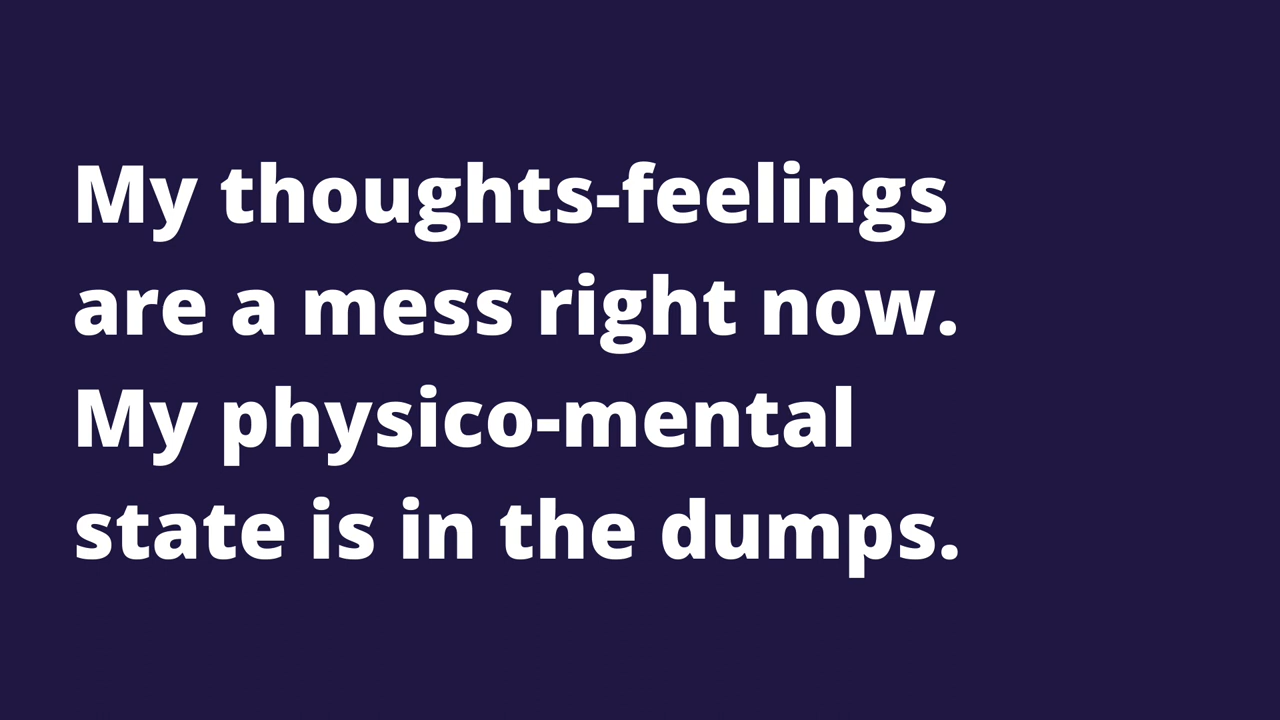 My thoughts-feelings
are a mess right now.
My physico-mental
state is in the dumps.